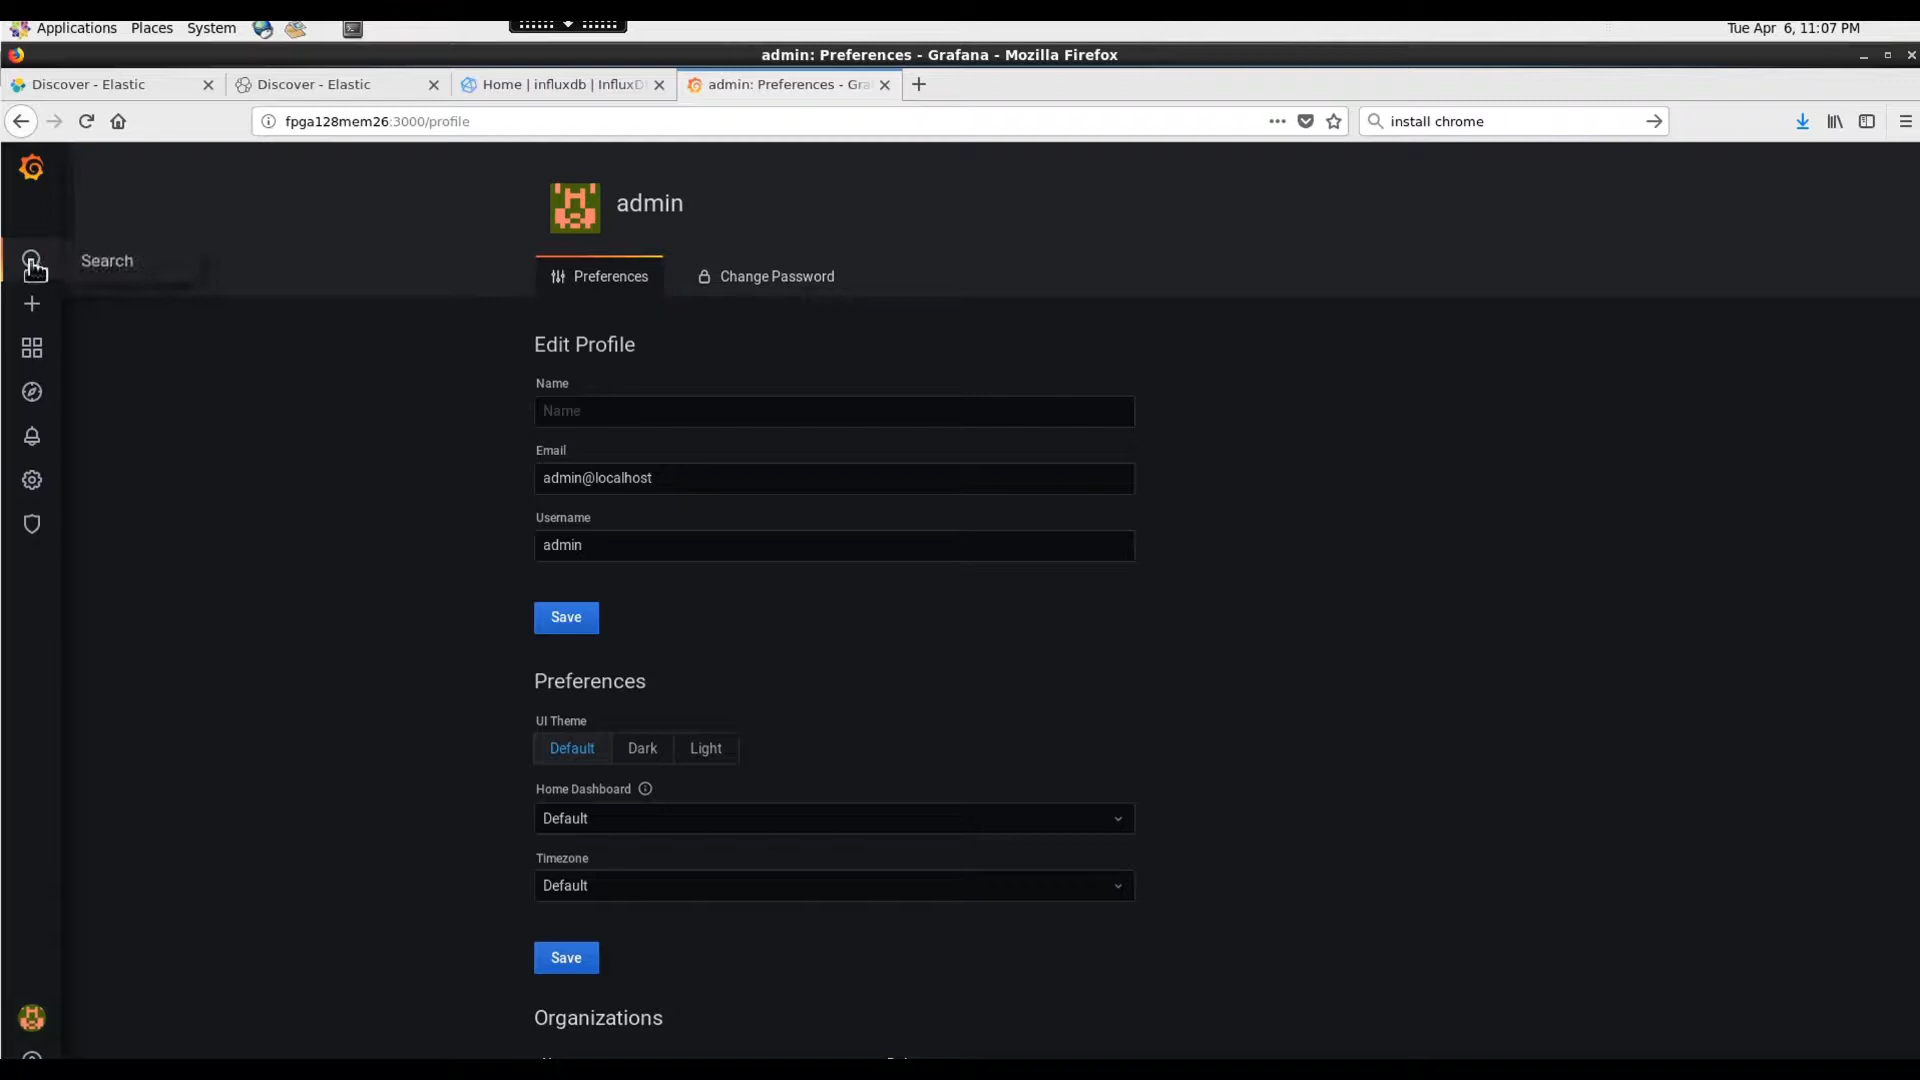 Applications Places System Tue Apr 6, 11:07 PM
admin: Preferences - Grafana - Mozilla Firefox
Discover - Elastic Discover - Elastic Home | influxdb | InfluxD admin: Preferences - Gra
fpga128mem26:3000/profile install chrome
admin
Search
Preferences Change Password
Edit Profile
Name
Name
Email
admin@localhost
Username
admin
Save
Preferences
UI Theme
Default Dark Light
Home Dashboard
Default
Timezone
Default
Save
Organizations